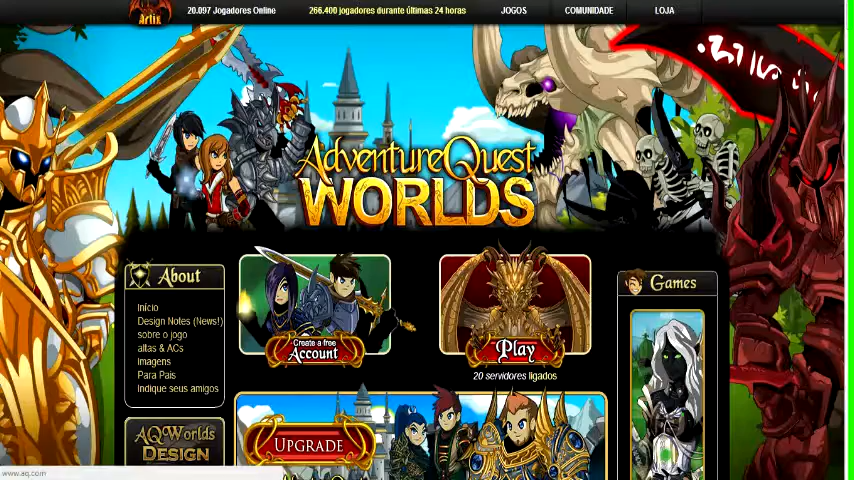 Artix
20.097 Jogadores Online
266.400 jogadores durante últimas 24 horas
JOGOS
COMUNIDADE
LOJA
AdventureQuest
WORLDS
About
Início
Design Notes (News!)
sobre o jogo
altas & ACs
Imagens
Para Pais
Indique seus amigos
AQWorlds
DESIGN
Create a free
Account
Play
20 servidores ligados
UPGRADE
Games
www.aq.com